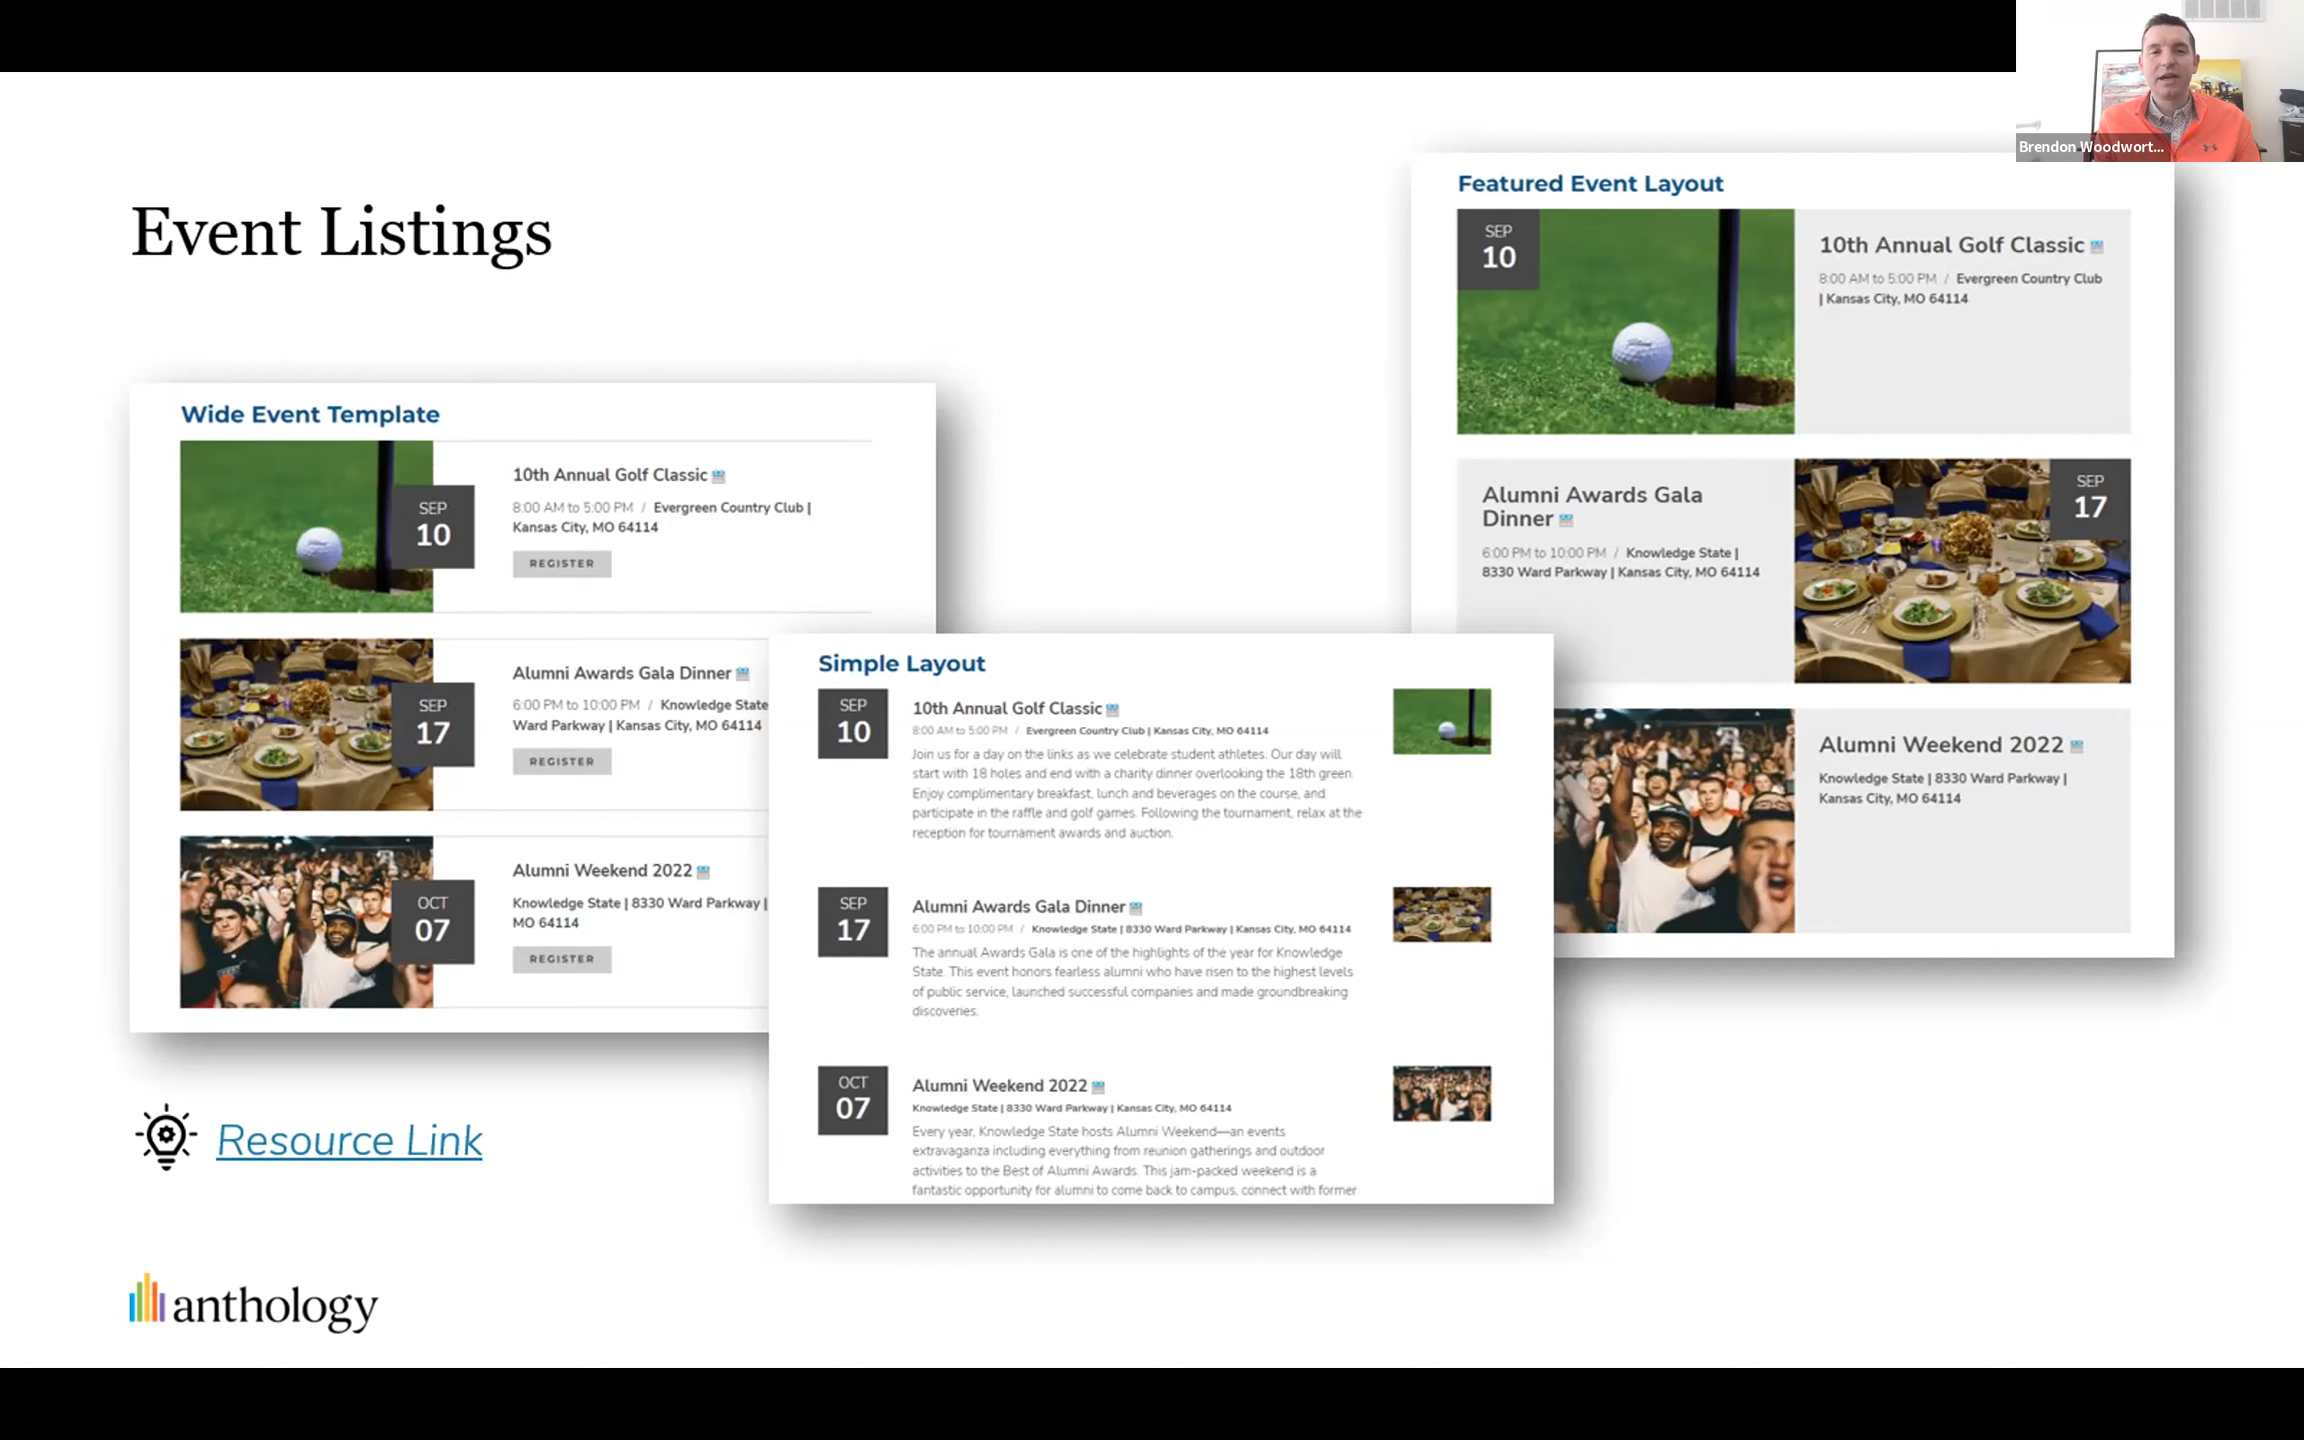 Brendon Woodwort...
Event Listings
Wide Event Template
SEP
10
10th Annual Golf Classic
8:00 AM to 5:00 PM / Evergreen Country Club |
Kansas City, MO 64114
REGISTER
SEP
17
Alumni Awards Gala Dinner
6:00 PM to 10:00 PM / Knowledge State
Ward Parkway | Kansas City, MO 64114
REGISTER
OCT
07
Alumni Weekend 2022
Knowledge State | 8330 Ward Parkway |
MO 64114
REGISTER
Simple Layout
SEP
10
10th Annual Golf Classic
8:00 AM to 5:00 PM / Evergreen Country Club | Kansas City, MO 64114
Join us for a day on the links as we celebrate student athletes. Our day will
start with 18 holes and end with a charity dinner overlooking the 18th green.
Enjoy complimentary breakfast, lunch and beverages on the course, and
participate in the raffle and golf games. Following the tournament, relax at the
reception for tournament awards and auction.
SEP
17
Alumni Awards Gala Dinner
6:00 PM to 10:00 PM / Knowledge State | 8330 Ward Parkway | Kansas City, MO 64114
The annual Awards Gala is one of the highlights of the year for Knowledge
State. This event honors fearless alumni who have risen to the highest levels
of public service, launched successful companies and made groundbreaking
discoveries.
OCT
07
Alumni Weekend 2022
Knowledge State | 8330 Ward Parkway | Kansas City, MO 64114
Every year, Knowledge State hosts Alumni Weekend—an events
extravaganza including everything from reunion gatherings and outdoor
activities to the Best of Alumni Awards. This jam-packed weekend is a
fantastic opportunity for alumni to come back to campus, connect with former
Featured Event Layout
SEP
10
10th Annual Golf Classic
8:00 AM to 5:00 PM / Evergreen Country Club
| Kansas City, MO 64114
Alumni Awards Gala
Dinner
6:00 PM to 10:00 PM / Knowledge State |
8330 Ward Parkway | Kansas City, MO 64114
SEP
17
Alumni Weekend 2022
Knowledge State | 8330 Ward Parkway |
Kansas City, MO 64114
Resource Link
anthology